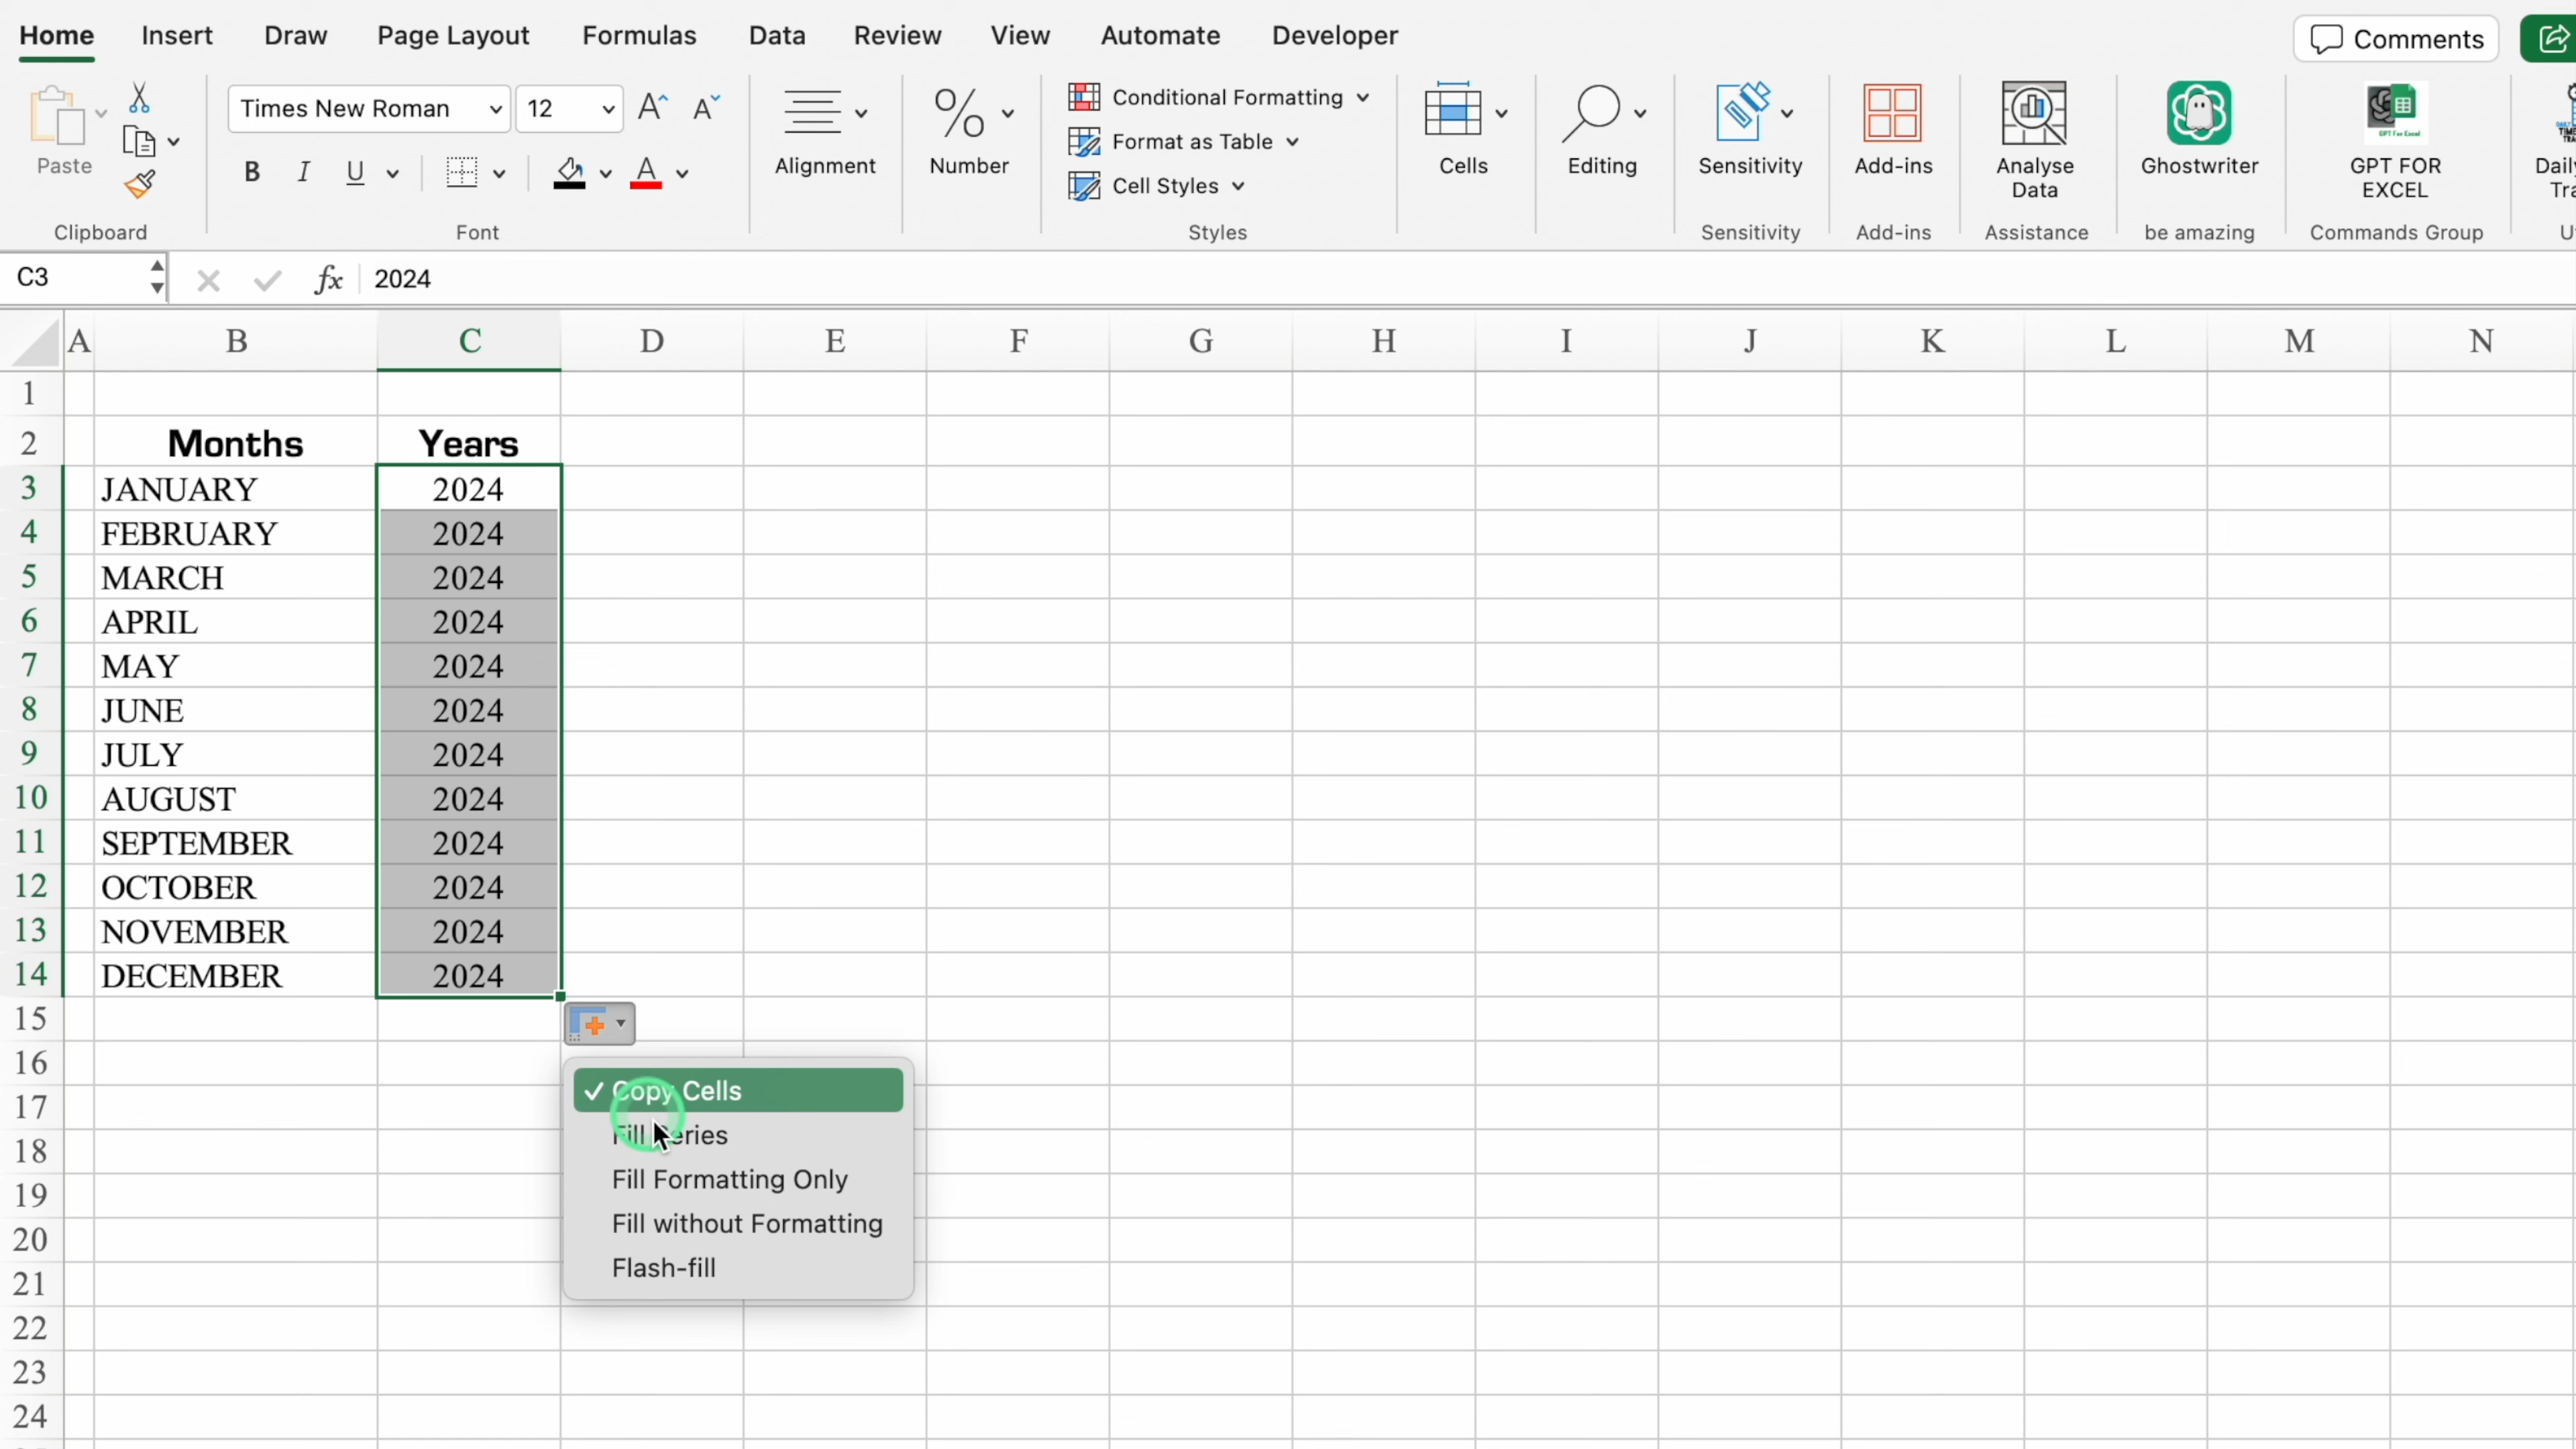 Home Insert Draw Page Layout Formulas Data Review View Automate Developer Comments
Times New Roman 12 Conditional Formatting
Format as Table
Paste B I U A Alignment Number Cell Styles Cells Editing Sensitivity Add-ins Analyse Data Ghostwriter GPT FOR EXCEL
Clipboard Font Styles Sensitivity Add-ins Assistance be amazing Commands Group
C3 fx 2024
A B C D E F G H I J K L M N
1
2 Months Years
3 JANUARY 2024
4 FEBRUARY 2024
5 MARCH 2024
6 APRIL 2024
7 MAY 2024
8 JUNE 2024
9 JULY 2024
10 AUGUST 2024
11 SEPTEMBER 2024
12 OCTOBER 2024
13 NOVEMBER 2024
14 DECEMBER 2024
15
16
17 Copy Cells
18 Fill Series
19 Fill Formatting Only
20 Fill without Formatting
21 Flash-fill
22
23
24